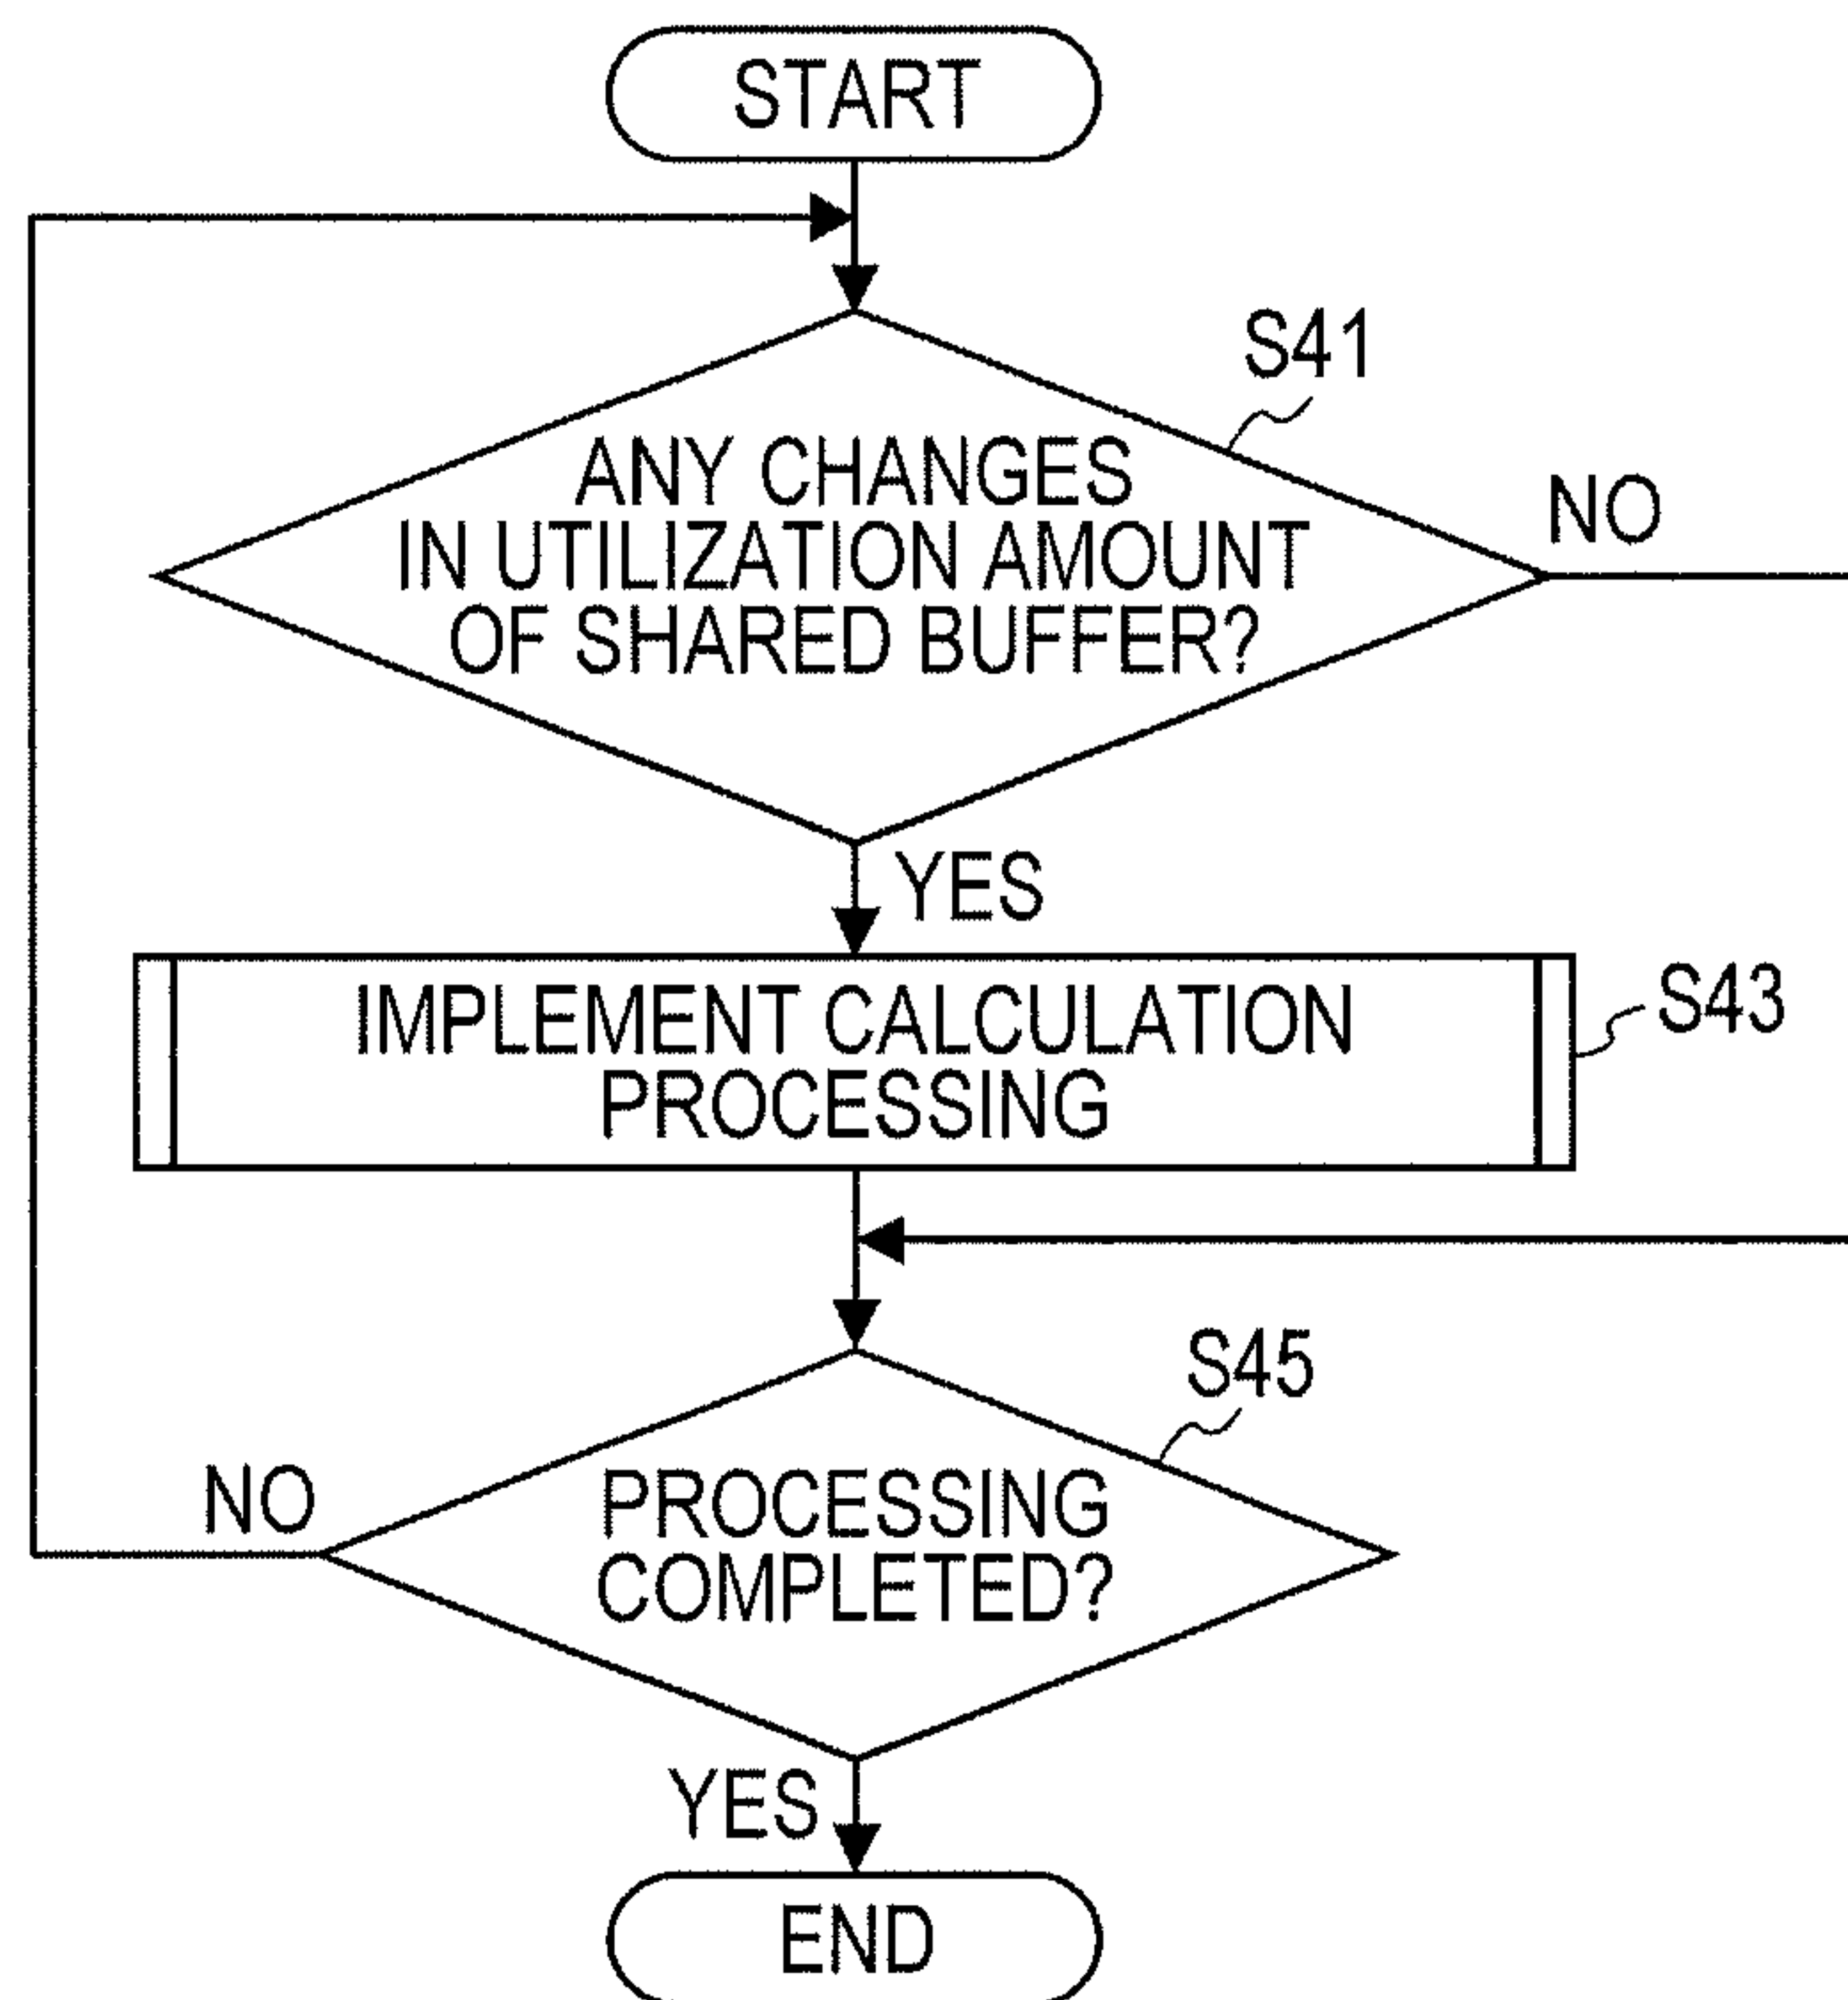 START
S41
ANY CHANGES
IN UTILIZATION AMOUNT
OF SHARED BUFFER?
NO
YES
IMPLEMENT CALCULATION
PROCESSING
S43
S45
NO
PROCESSING
COMPLETED?
YES
END